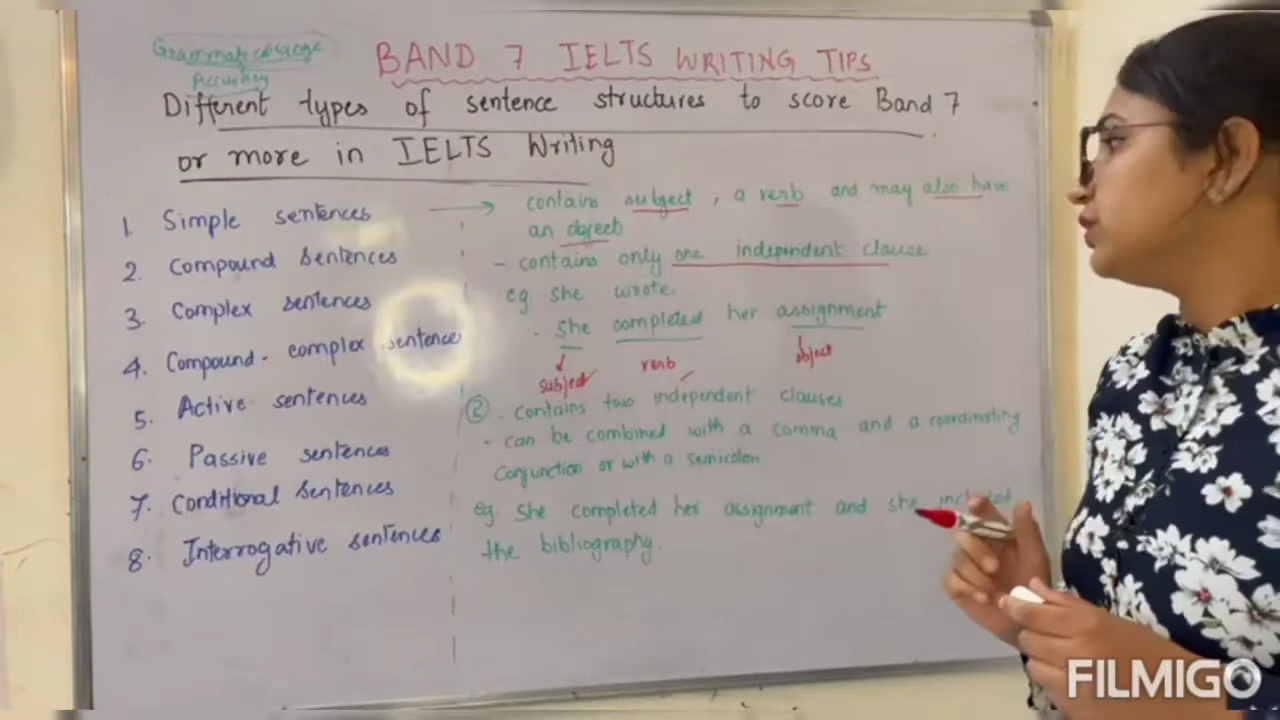 Grammatical range
Accuracy
BAND 7 IELTS WRITING TIPS
Different types of sentence structures to score Band 7
or more in IELTS Writing
1. Simple sentences
2. Compound sentences
3. Complex sentences
4. Compound - complex sentences
5. Active sentences
6. Passive sentences
7. Conditional sentences
8. Interrogative sentences
→ contains subject, a verb and may also have
an object
- contains only one independent clause
eg. she wrote
- she completed her assignment
subject verb object
② - contains two independent clauses
- can be combined with a comma and a coordinating
conjunction or with a semicolon
eg. She completed her assignment and she included
the bibliography.
FILMIGO